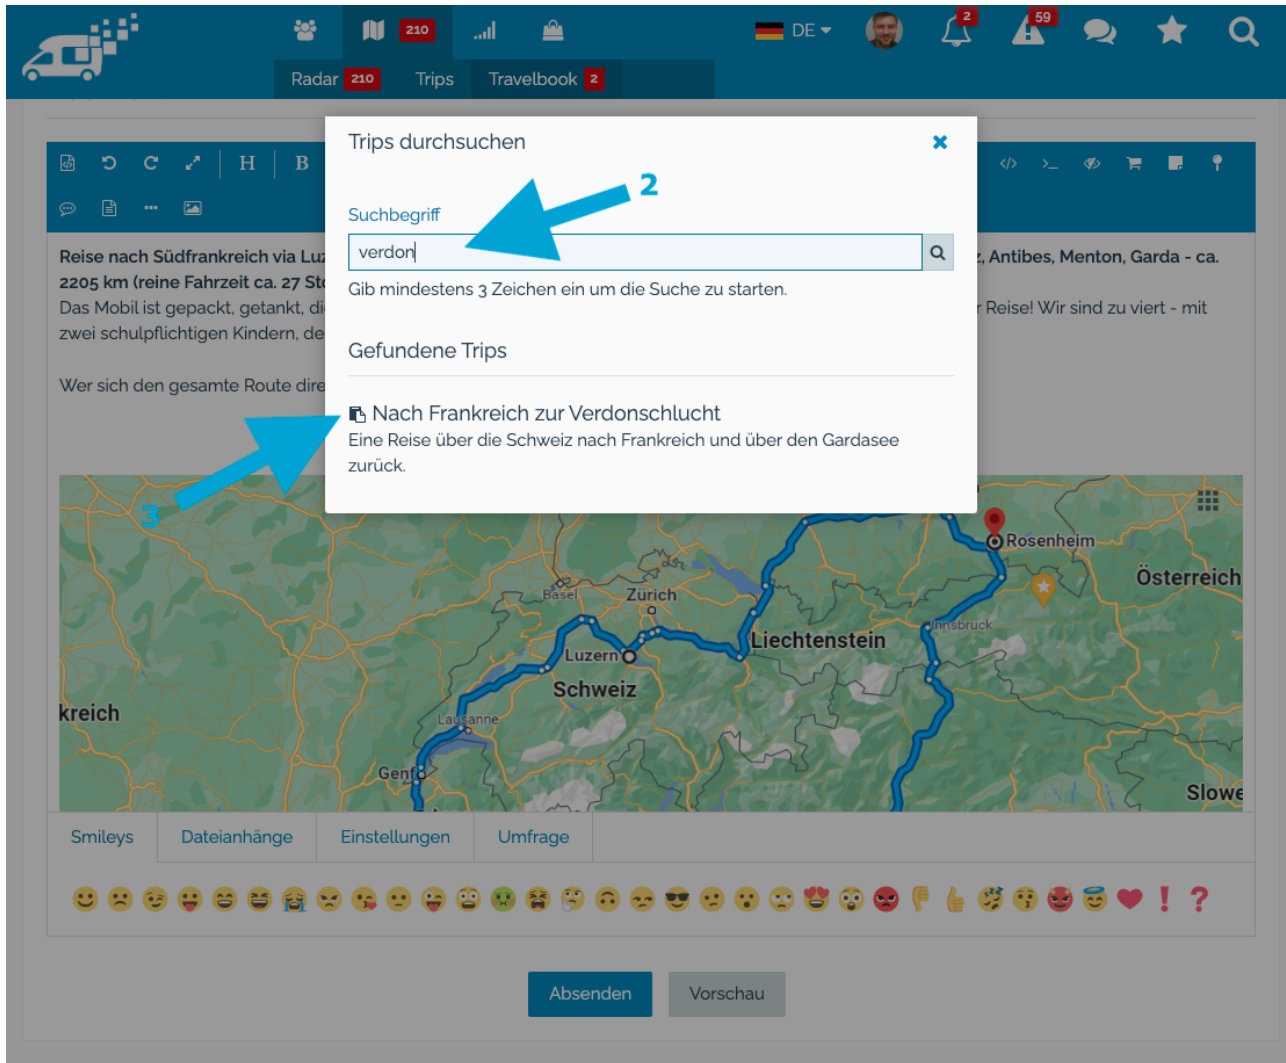 210
DE
2
59
Radar 210 Trips Travelbook 2
Trips durchsuchen
H B
2
Suchbegriff
verdon
Gib mindestens 3 Zeichen ein um die Suche zu starten.
Reise nach Südfrankreich via Luz
, Antibes, Menton, Garda - ca.
2205 km (reine Fahrzeit ca. 27 Sto
Das Mobil ist gepackt, getankt, di
r Reise! Wir sind zu viert - mit
zwei schulpflichtigen Kindern, de
Gefundene Trips
Wer sich den gesamte Route dire
Nach Frankreich zur Verdonschlucht
Eine Reise über die Schweiz nach Frankreich und über den Gardasee
zurück.
3
Rosenheim
Österreich
Basel
Zürich
Innsbruck
Liechtenstein
Luzern
Schweiz
kreich
Lausanne
Genf
Slowe
Smileys Dateianhänge Einstellungen Umfrage
Absenden Vorschau